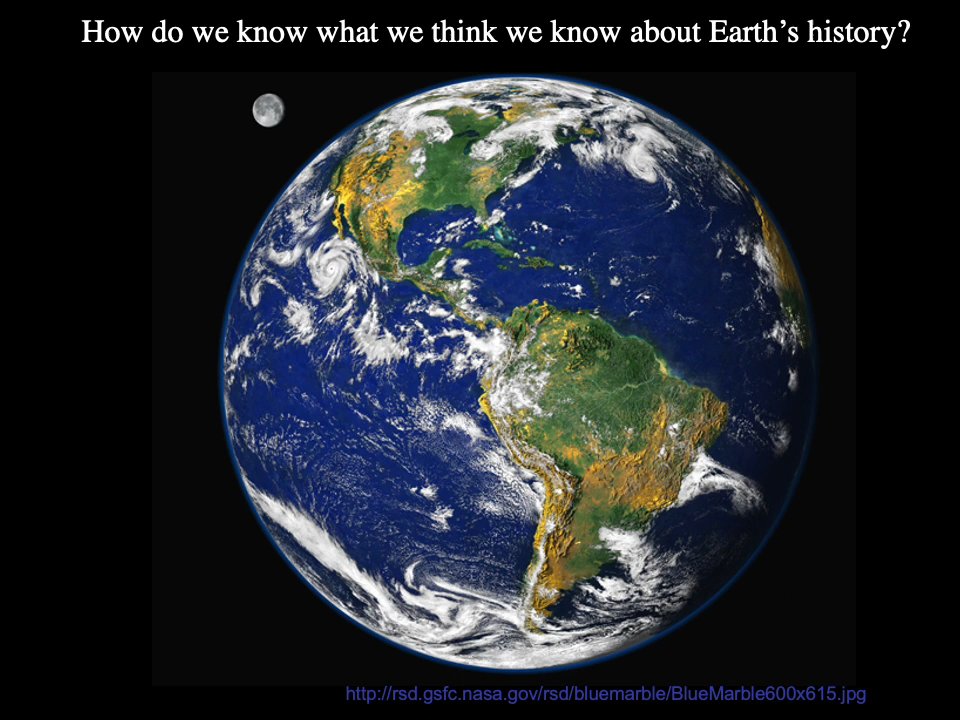 How do we know what we think we know about Earth’s history?
http://rsd.gsfc.nasa.gov/rsd/bluemarble/BlueMarble600x615.jpg